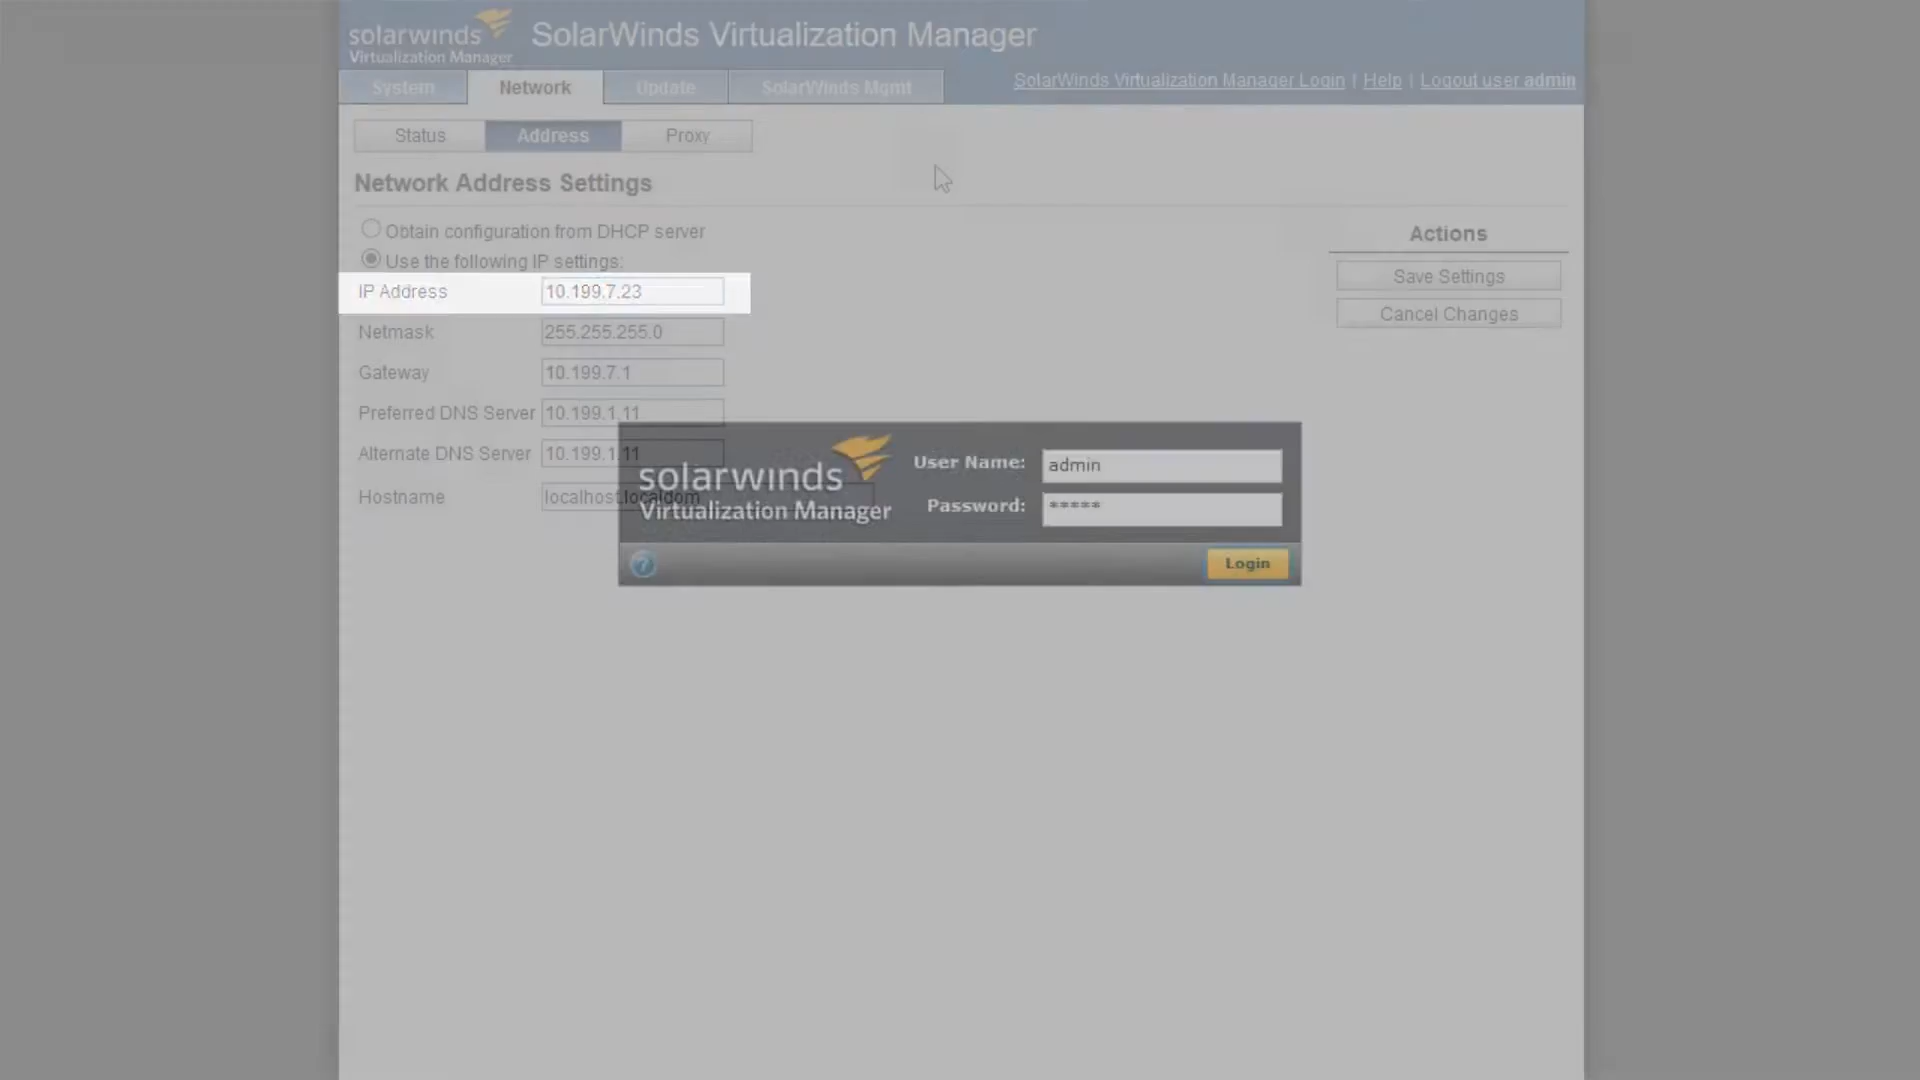 solarwinds
Virtualization Manager
SolarWinds Virtualization Manager
System
Network
Update
SolarWinds Mgmt
SolarWinds Virtualization Manager Login | Help | Logout user admin
Status
Address
Proxy
Network Address Settings
Obtain configuration from DHCP server
Use the following IP settings:
IP Address 10.199.7.23
Netmask 255.255.255.0
Gateway 10.199.7.1
Preferred DNS Server 10.199.1.11
Alternate DNS Server 10.199.1.11
Hostname localhost.localdom
Actions
Save Settings
Cancel Changes
solarwinds
Virtualization Manager
User Name: admin
Password: *****
?
Login